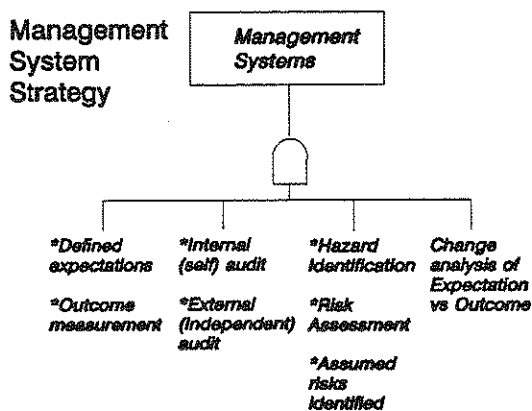 Management
System
Strategy
Management
Systems
*Defined
expectations
*Outcome
measurement
*Internal
(self) audit
*External
(Independent)
audit
*Hazard
Identification
*Risk
Assessment
*Assumed
risks
identified
Change
analysis of
Expectation
vs Outcome